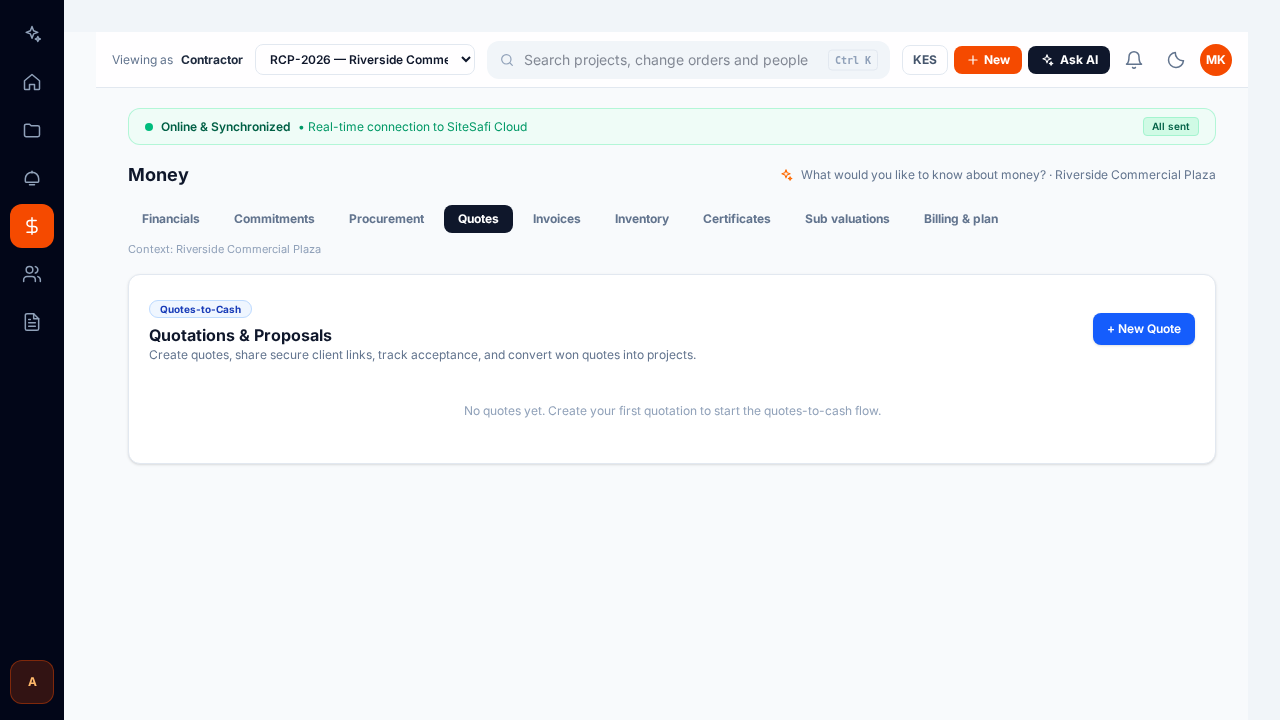 Viewing as Contractor RCP-2026 — Riverside Comme Search projects, change orders and people Ctrl K KES + New Ask AI MK
Online & Synchronized • Real-time connection to SiteSafi Cloud All sent
Money What would you like to know about money? · Riverside Commercial Plaza
Financials Commitments Procurement Quotes Invoices Inventory Certificates Sub valuations Billing & plan
Context: Riverside Commercial Plaza
Quotes-to-Cash
Quotations & Proposals
+ New Quote
Create quotes, share secure client links, track acceptance, and convert won quotes into projects.
No quotes yet. Create your first quotation to start the quotes-to-cash flow.
A